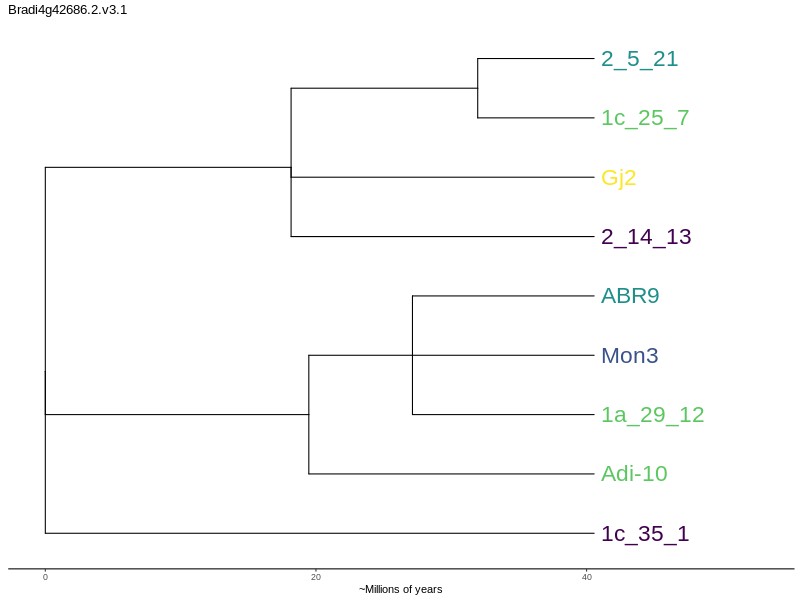 Bradi4g42686.2.v3.1
2_5_21
1c_25_7
Gj2
2_14_13
ABR9
Mon3
1a_29_12
Adi-10
1c_35_1
0 20 40
~Millions of years